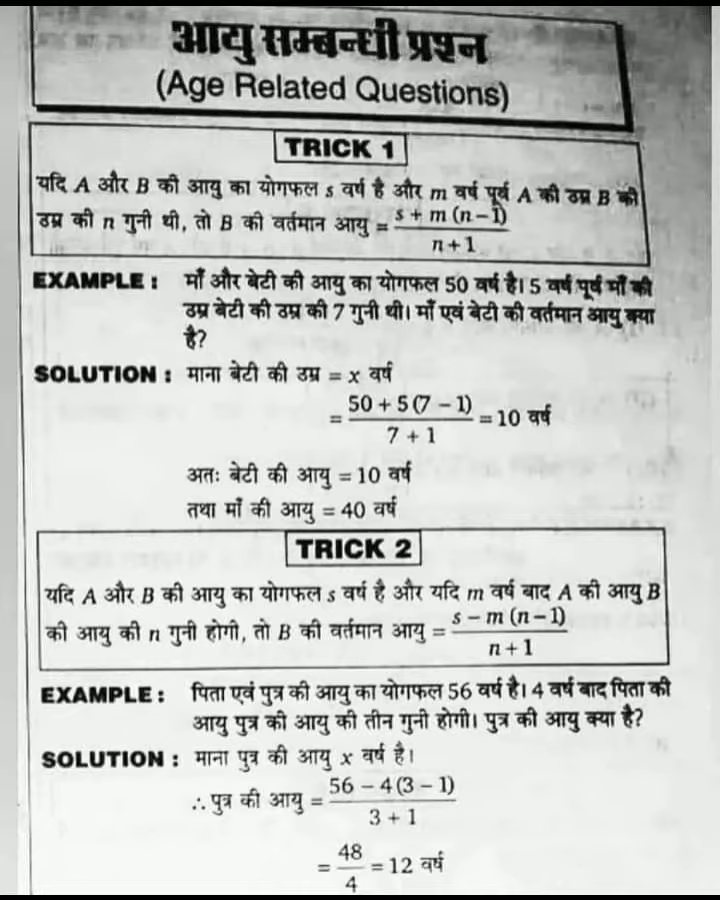 आयु सम्बन्धी प्रश्न
(Age Related Questions)
TRICK 1
यदि A और B की आयु का योगफल s वर्ष है और m वर्ष पूर्व A की उम्र B की
उम्र की n गुनी थी, तो B की वर्तमान आयु = s + m (n – 1) / n + 1
EXAMPLE : माँ और बेटी की आयु का योगफल 50 वर्ष है। 5 वर्ष पूर्व माँ की
उम्र बेटी की उम्र की 7 गुनी थी। माँ एवं बेटी की वर्तमान आयु क्या
है?
SOLUTION : माना बेटी की उम्र = x वर्ष
= 50 + 5 (7 – 1) / 7 + 1 = 10 वर्ष
अतः बेटी की आयु = 10 वर्ष
तथा माँ की आयु = 40 वर्ष
TRICK 2
यदि A और B की आयु का योगफल s वर्ष है और यदि m वर्ष बाद A की आयु B
की आयु की n गुनी होगी, तो B की वर्तमान आयु = s – m (n – 1) / n + 1
EXAMPLE : पिता एवं पुत्र की आयु का योगफल 56 वर्ष है। 4 वर्ष बाद पिता की
आयु पुत्र की आयु की तीन गुनी होगी। पुत्र की आयु क्या है?
SOLUTION : माना पुत्र की आयु x वर्ष है।
∴ पुत्र की आयु = 56 – 4 (3 – 1) / 3 + 1
= 48 / 4 = 12 वर्ष